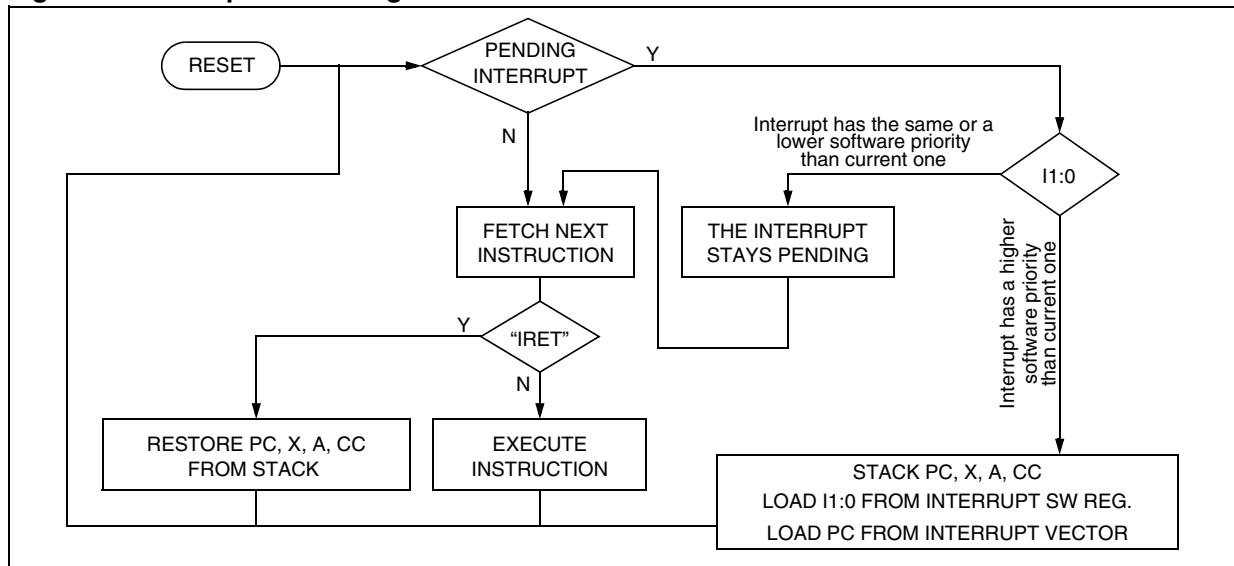 RESET
PENDING
INTERRUPT
Y
N
Interrupt has the same or a
lower software priority
than current one
I1:0
FETCH NEXT
INSTRUCTION
THE INTERRUPT
STAYS PENDING
Interrupt has a higher
software priority
than current one
Y
“IRET”
N
RESTORE PC, X, A, CC
FROM STACK
EXECUTE
INSTRUCTION
STACK PC, X, A, CC
LOAD I1:0 FROM INTERRUPT SW REG.
LOAD PC FROM INTERRUPT VECTOR